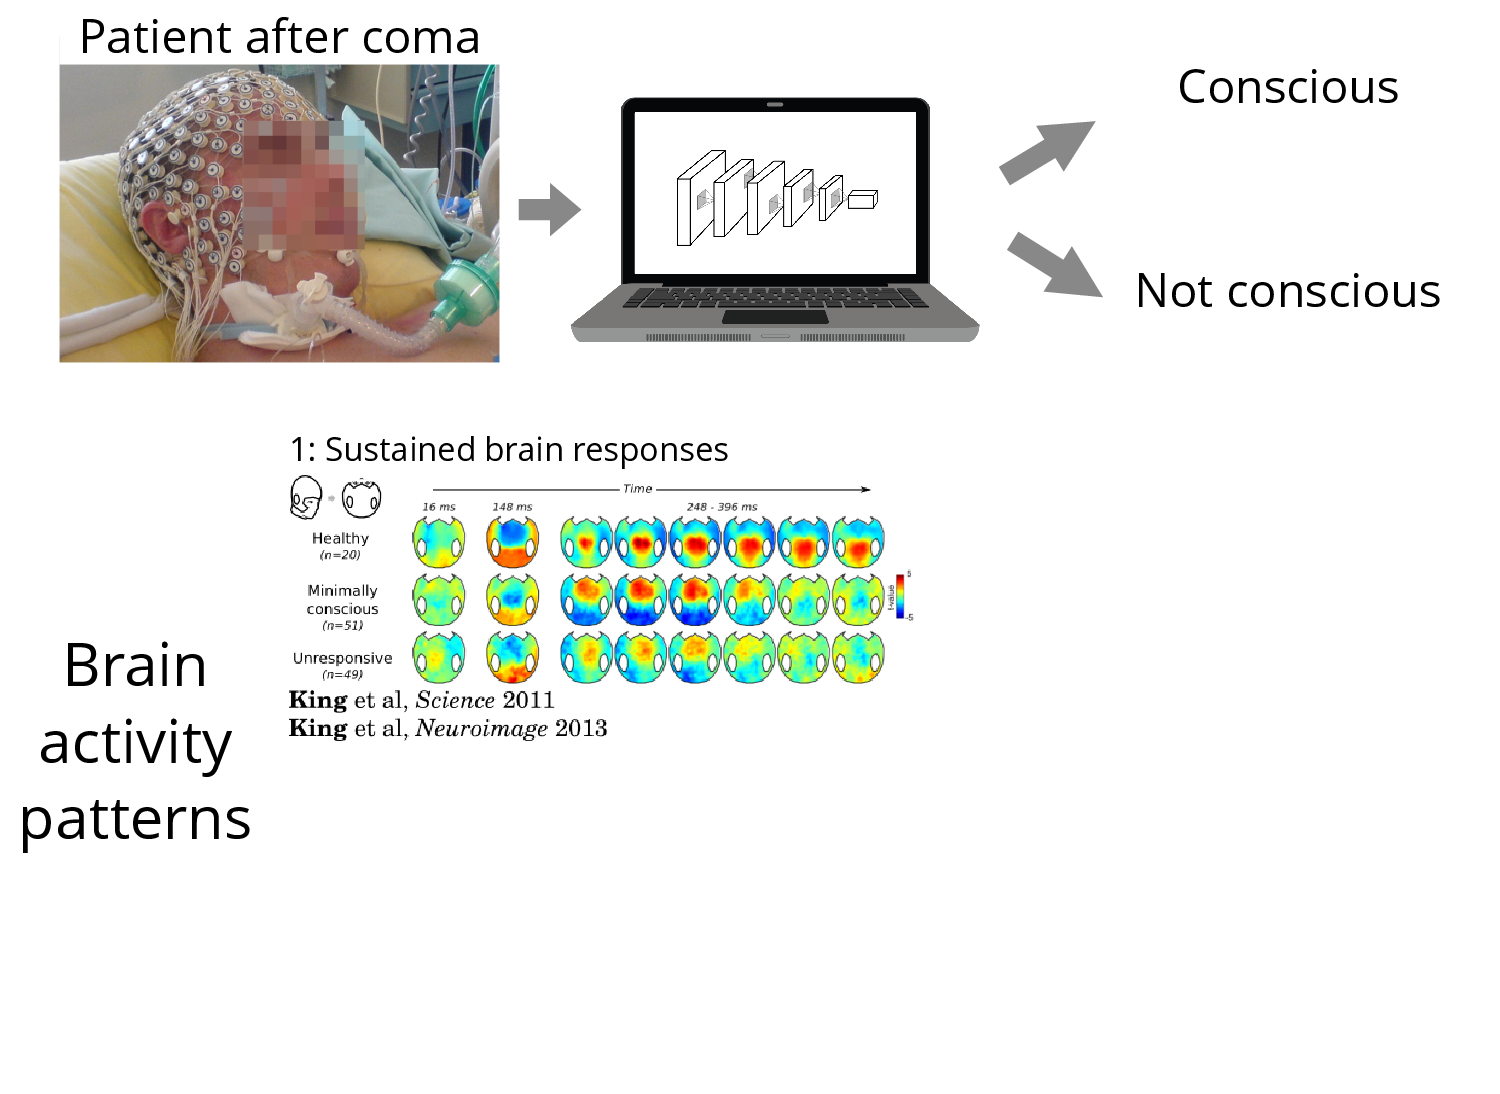 Patient after coma
Conscious
Not conscious
1: Sustained brain responses
Time
16 ms
148 ms
248 - 396 ms
Healthy
(n=20)
Minimally
conscious
(n=51)
Unresponsive
(n=49)
5
t-value
-5
King et al, Science 2011
King et al, Neuroimage 2013
Brain
activity
patterns